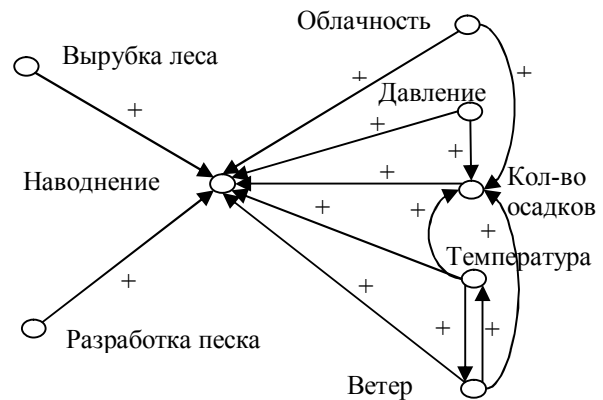 Облачность
Вырубка леса
+
+
+
Давление
+
+
Наводнение
+
Кол-во
осадков
+
+
+
Температура
+
+
+
+
Разработка песка
Ветер